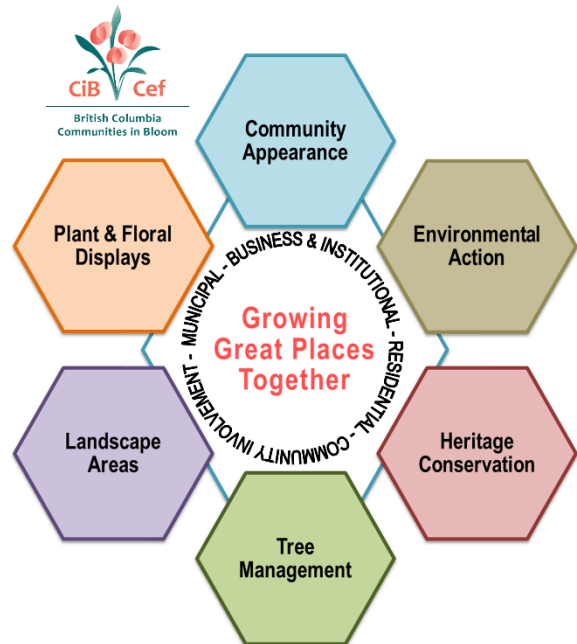 CiB Cef
British Columbia
Communities in Bloom
Community
Appearance
Plant & Floral
Displays
Environmental
Action
MUNICIPAL - BUSINESS & INSTITUTIONAL - RESIDENTIAL - COMMUNITY INVOLVEMENT -
Growing
Great Places
Together
Landscape
Areas
Heritage
Conservation
Tree
Management